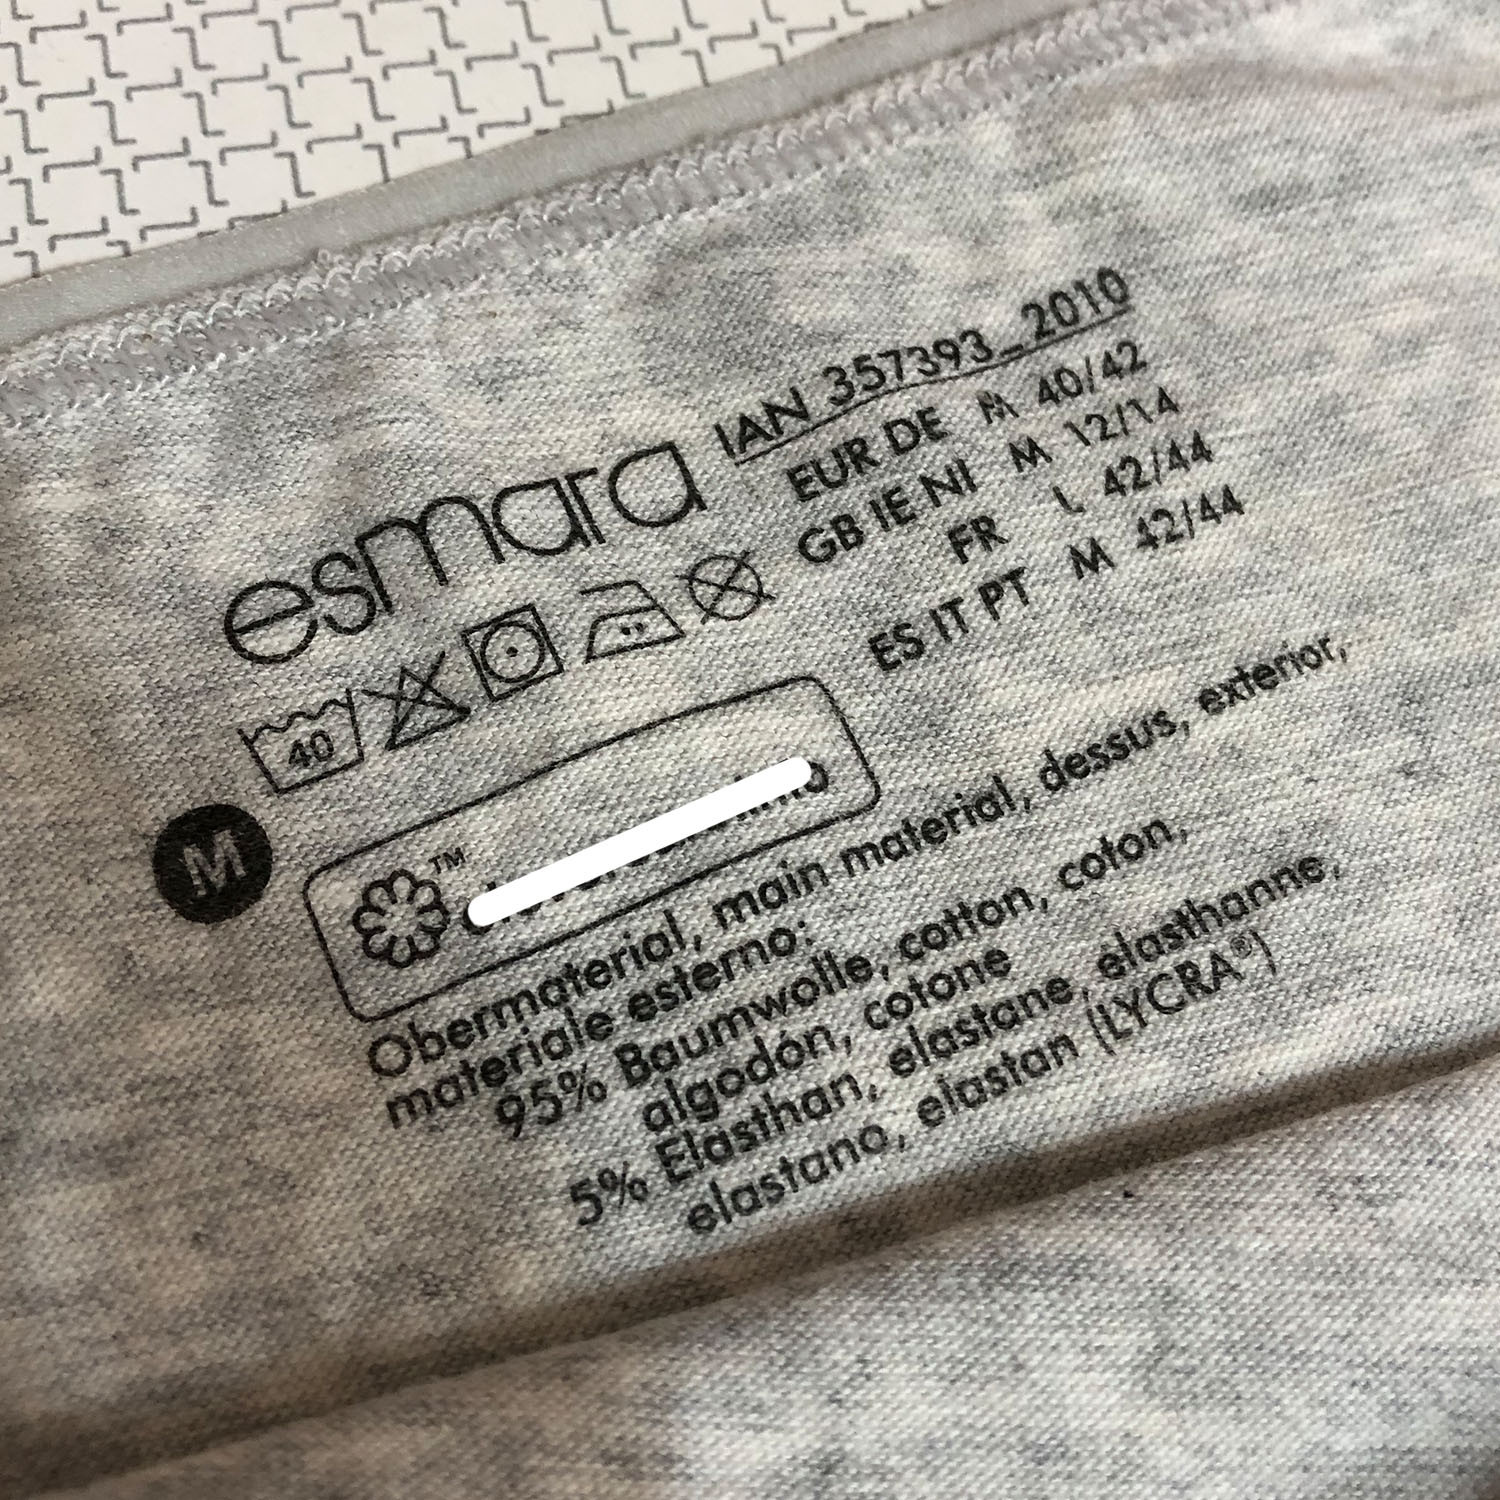 esmara
IAN 357393_2010
EUR DE M 40/42
GB IE NI M 12/14
FR L 42/44
ES IT PT M 42/44
40
M
TM
Obermaterial, main material, dessus, exterior,
materiale esterno:
95% Baumwolle, cotton, coton,
algodón, cotone
5% Elasthan, elastane, élasthanne,
elastano, elastan (LYCRA®)